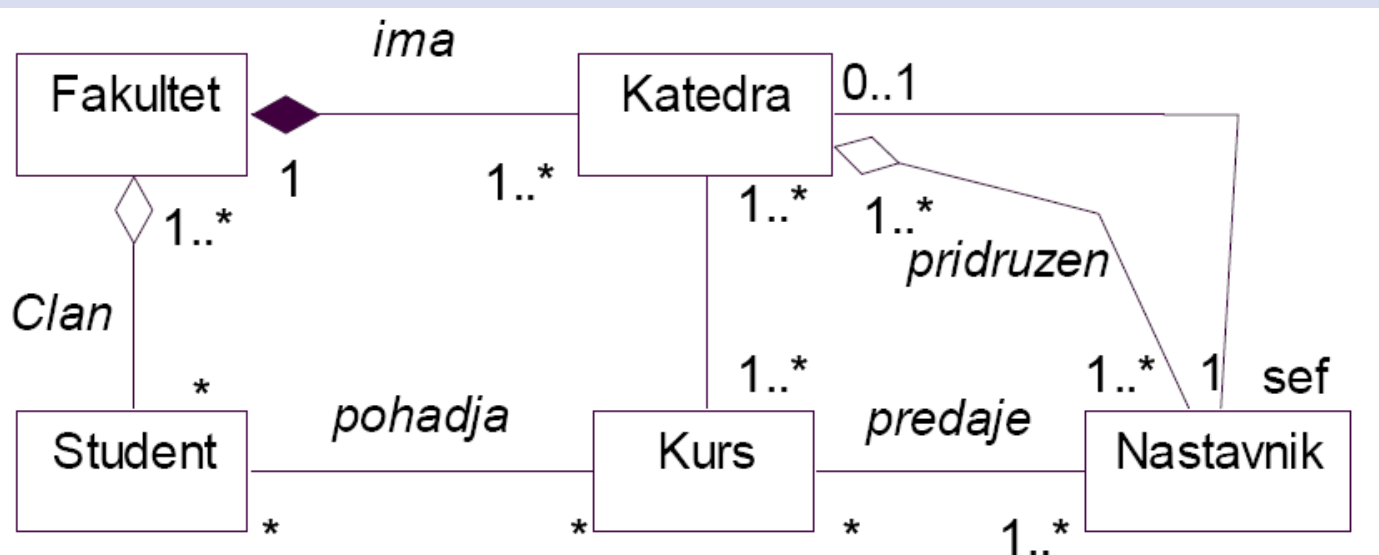 ima
Fakultet
Katedra
0..1
1
1..*
1..*
1..*
1..*
pridruzen
Clan
*
1..*
1..*
1
sef
pohadja
predaje
Student
Kurs
Nastavnik
*
*
*
1..*